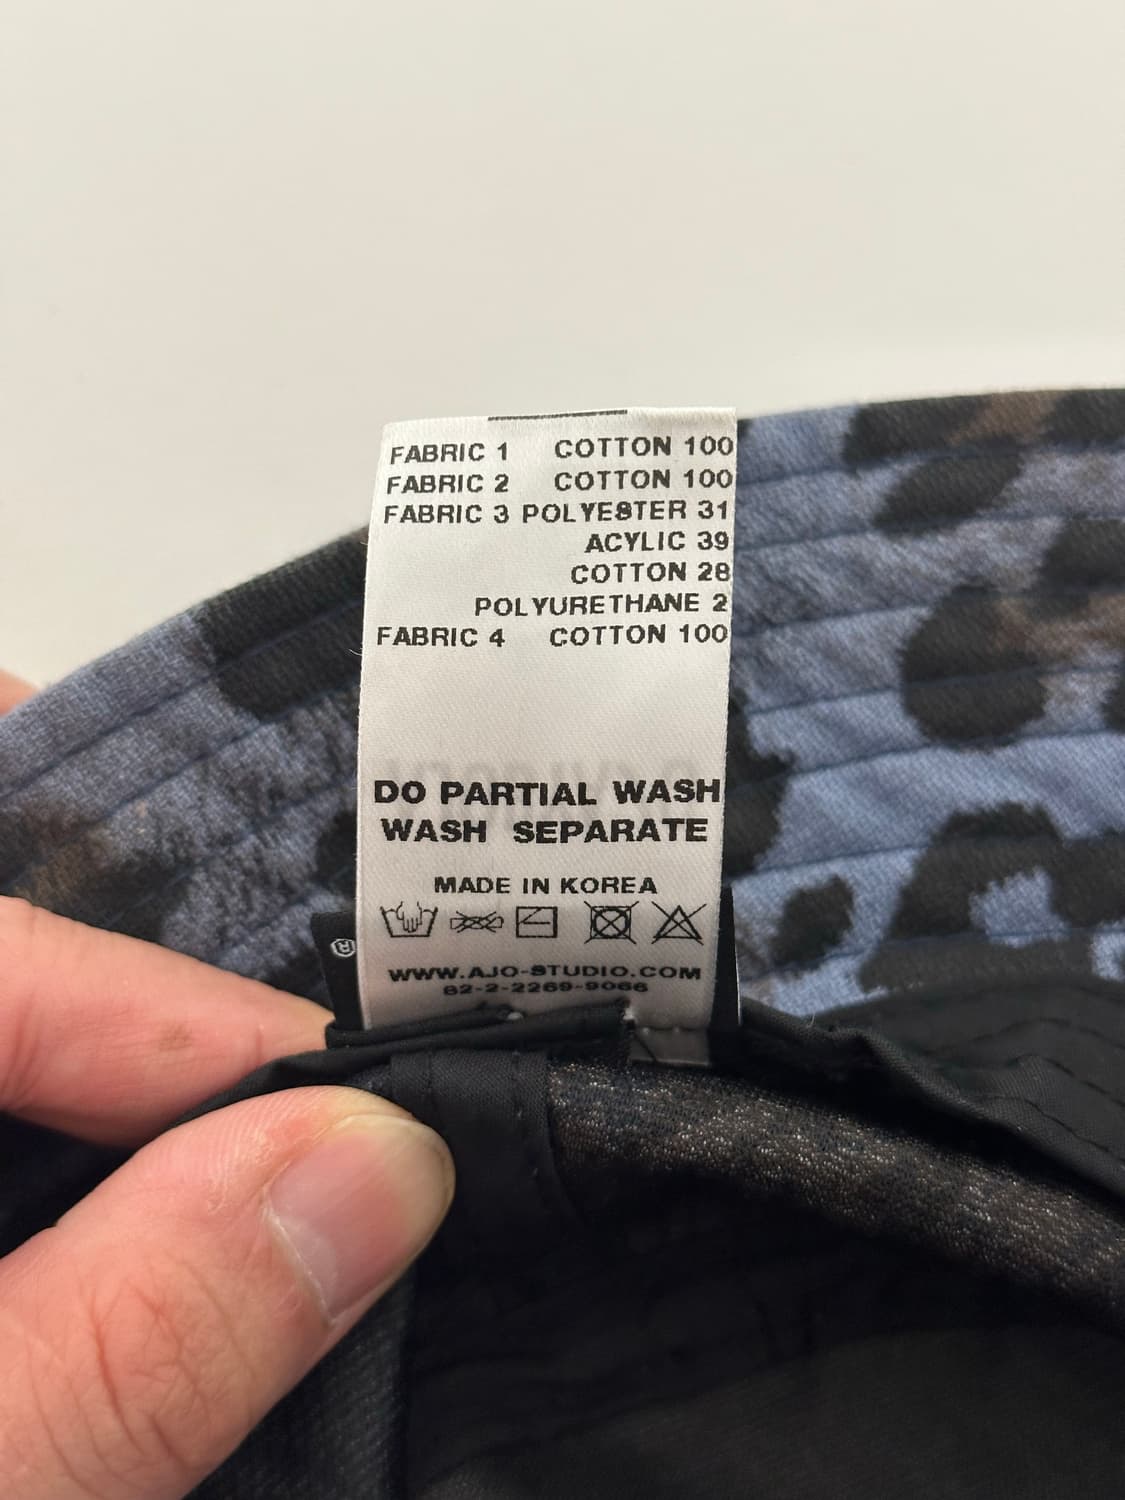 FABRIC 1 COTTON 100
FABRIC 2 COTTON 100
FABRIC 3 POLYESTER 31
ACYLIC 39
COTTON 28
POLYURETHANE 2
FABRIC 4 COTTON 100
DO PARTIAL WASH
WASH SEPARATE
MADE IN KOREA
WWW.AJO-STUDIO.COM
82-2-2269-9066
®